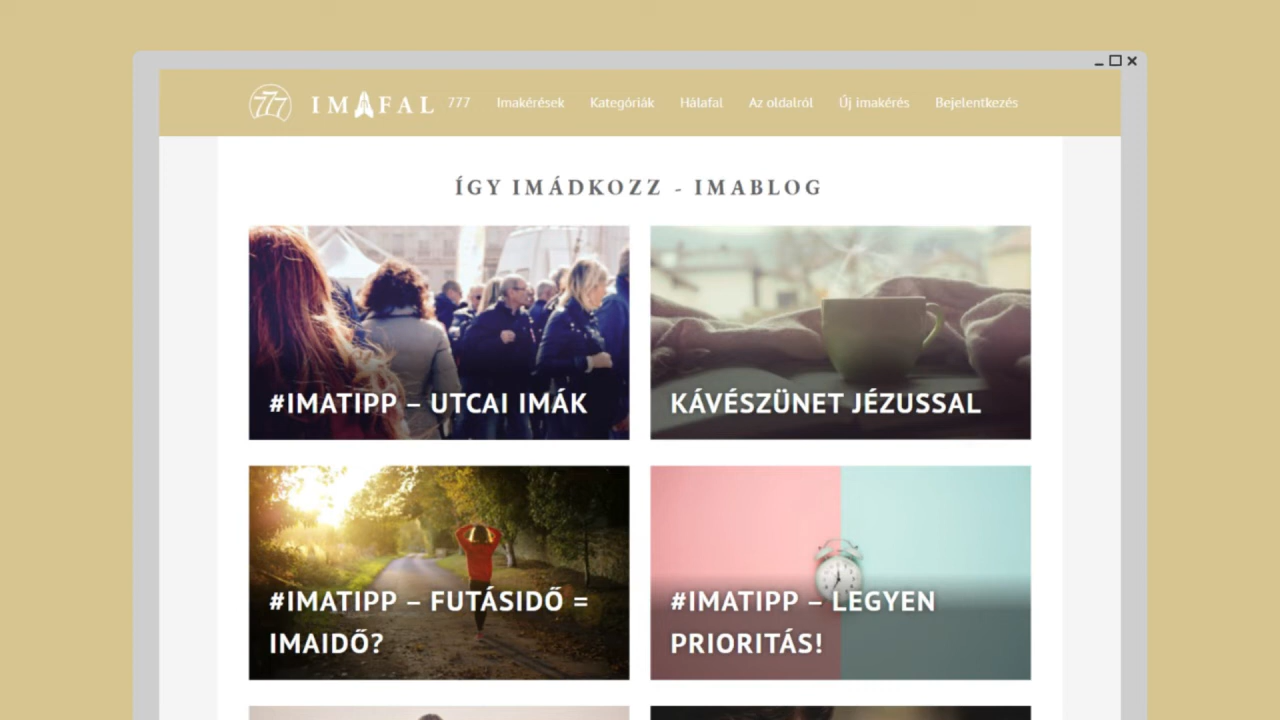 777 IMAFAL 777 Imakérések Kategóriák Hálafal Az oldalról Új imakérés Bejelentkezés
ÍGY IMÁDKOZZ - IMABLOG
#IMATIPP – UTCAI IMÁK
KÁVÉSZÜNET JÉZUSSAL
#IMATIPP – FUTÁSIDŐ =
IMAIDŐ?
#IMATIPP – LEGYEN
PRIORITÁS!